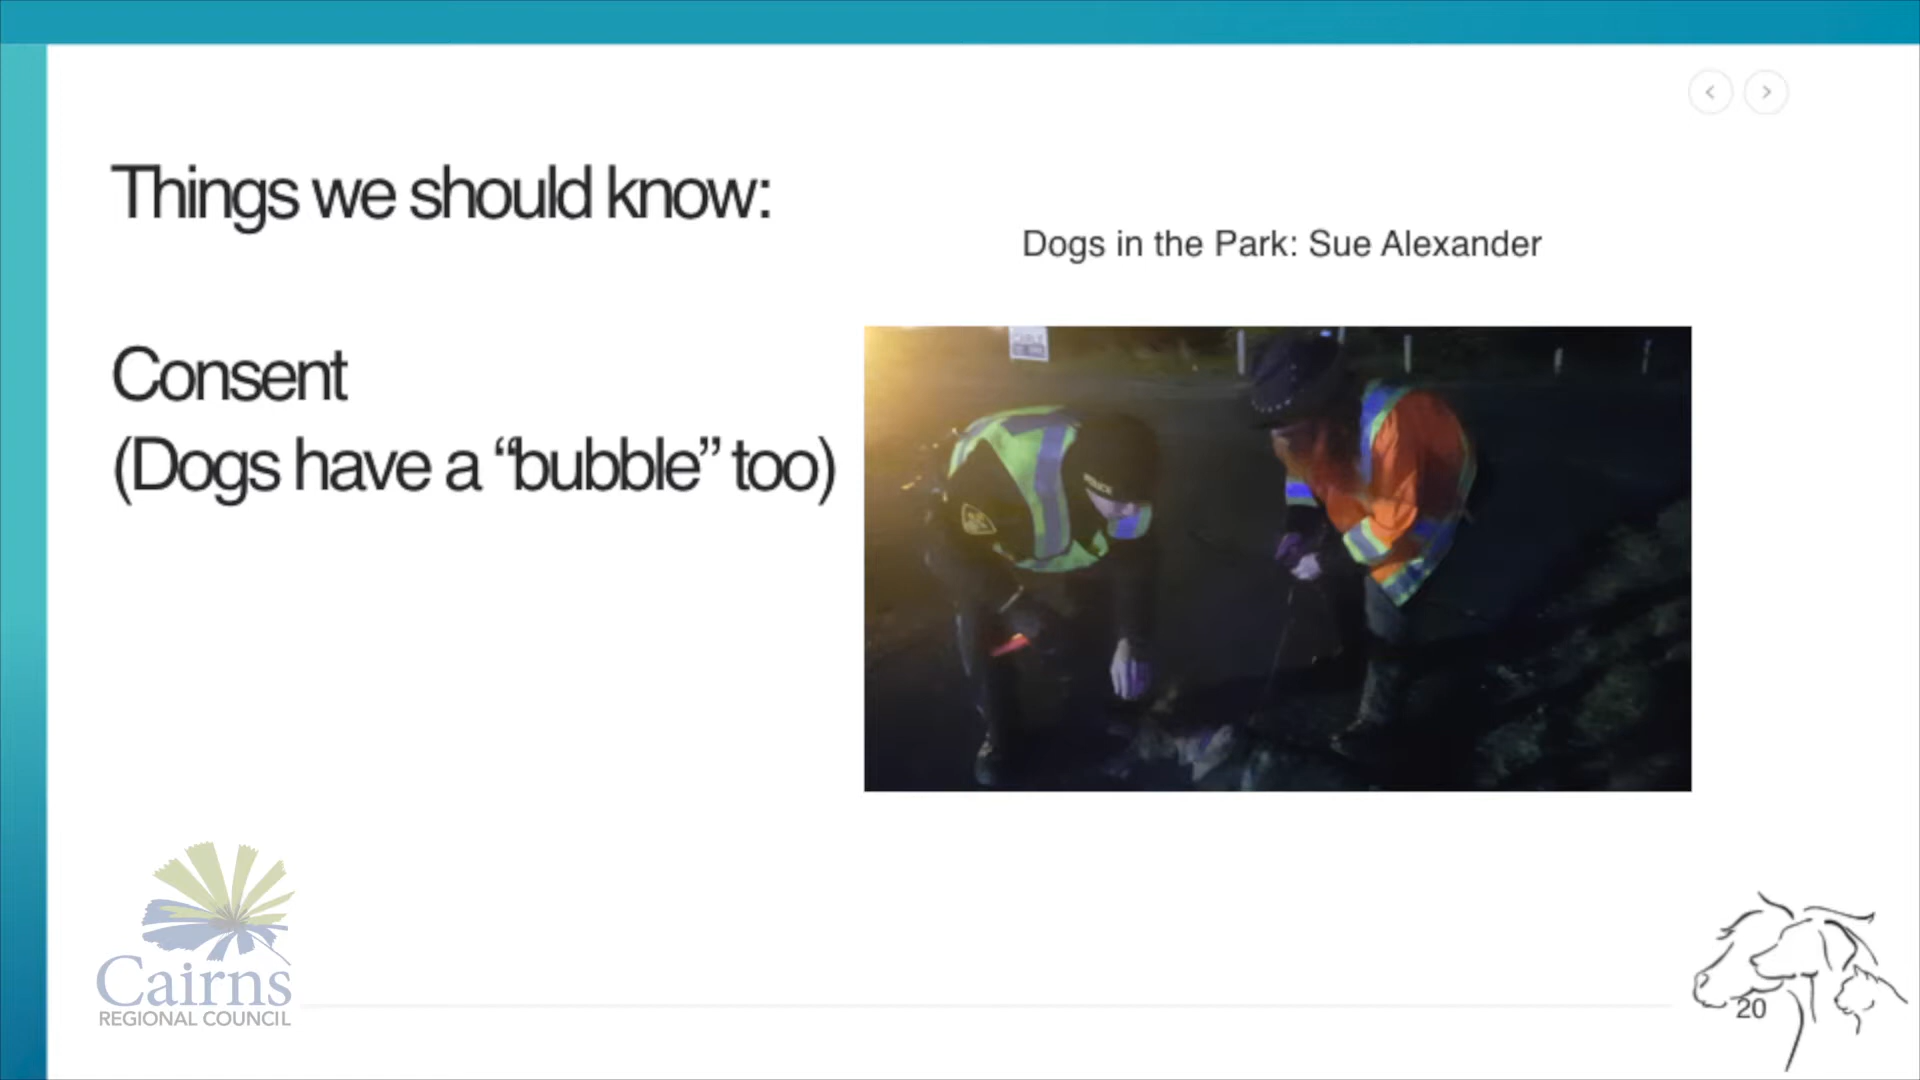 Things we should know:
Dogs in the Park: Sue Alexander
Consent
(Dogs have a “bubble” too)
POLICE
Cairns
REGIONAL COUNCIL
20